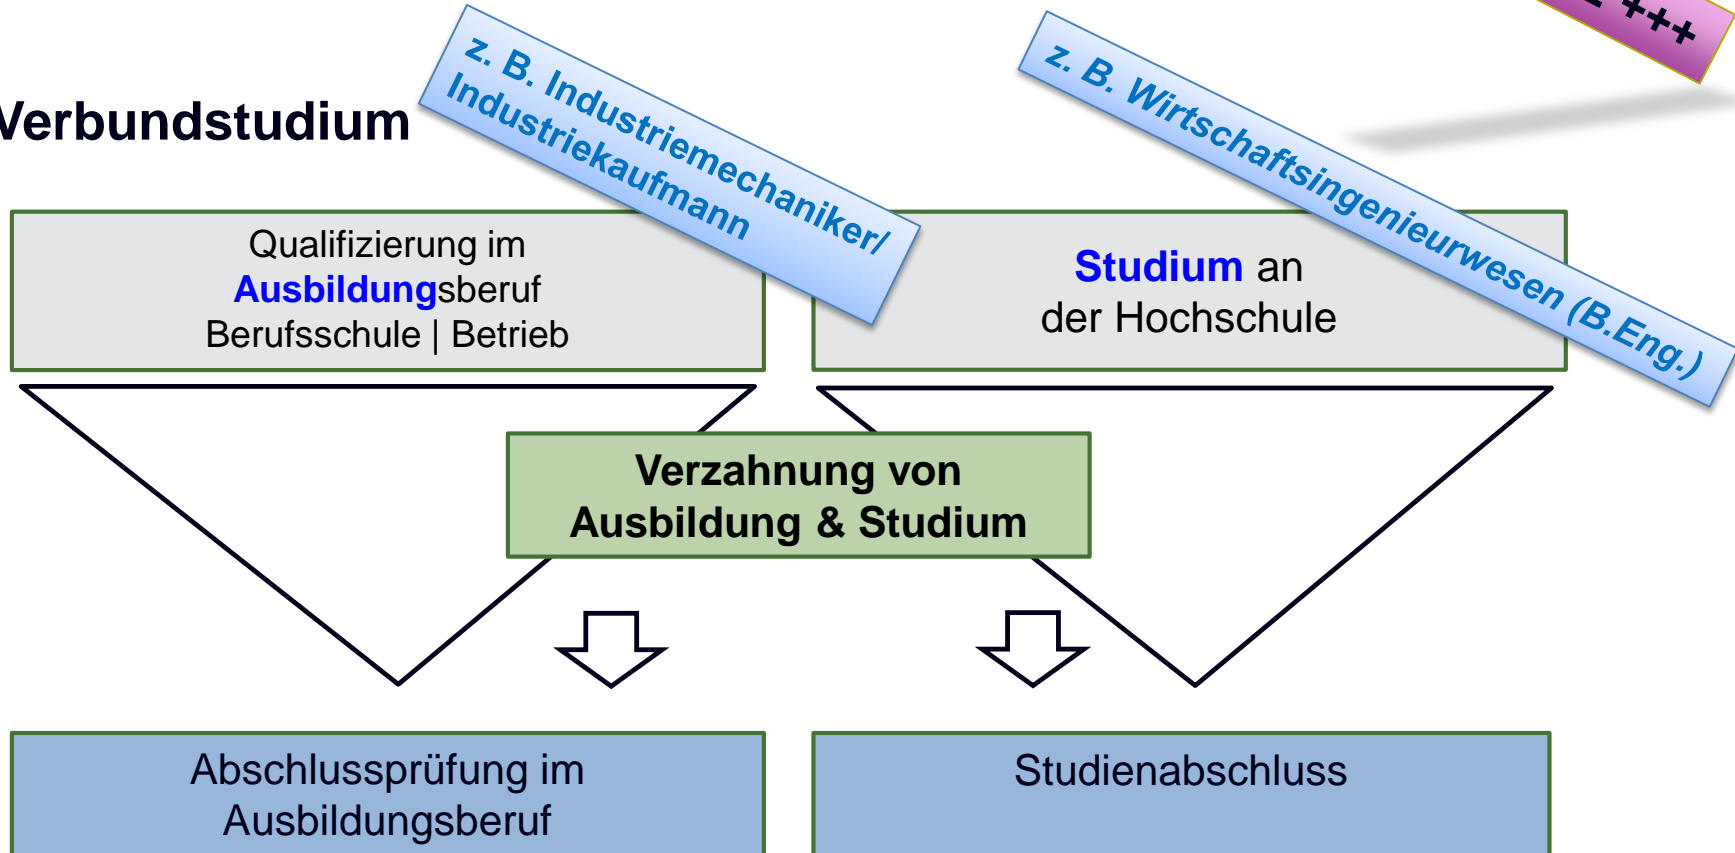 +++
Verbundstudium
z. B. Industriemechaniker/
Industriekaufmann
z. B. Wirtschaftsingenieurwesen (B.Eng.)
Qualifizierung im
Ausbildungsberuf
Berufsschule | Betrieb
Studium an
der Hochschule
Verzahnung von
Ausbildung & Studium
Abschlussprüfung im
Ausbildungsberuf
Studienabschluss